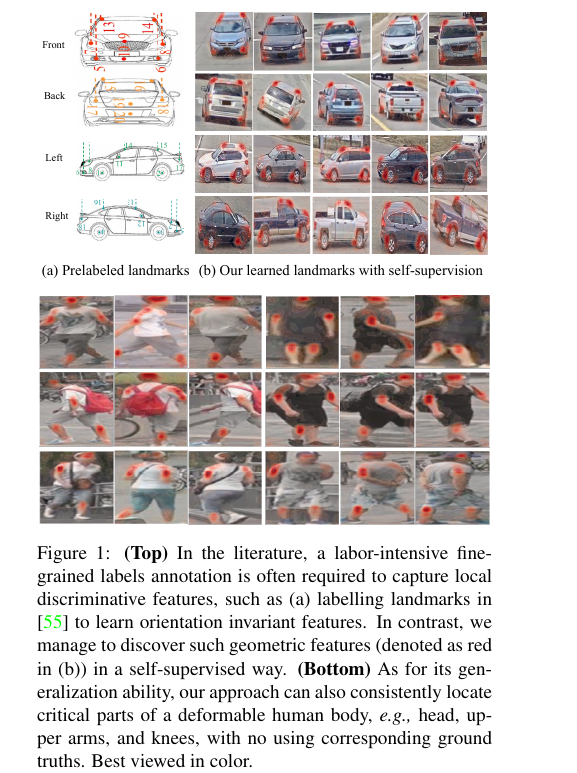 Front
Back
Left
Right
(a) Prelabeled landmarks (b) Our learned landmarks with self-supervision
Figure 1: (Top) In the literature, a labor-intensive fine-
grained labels annotation is often required to capture local
discriminative features, such as (a) labelling landmarks in
[55] to learn orientation invariant features. In contrast, we
manage to discover such geometric features (denoted as red
in (b)) in a self-supervised way. (Bottom) As for its gen-
eralization ability, our approach can also consistently locate
critical parts of a deformable human body, e.g., head, up-
per arms, and knees, with no using corresponding ground
truths. Best viewed in color.